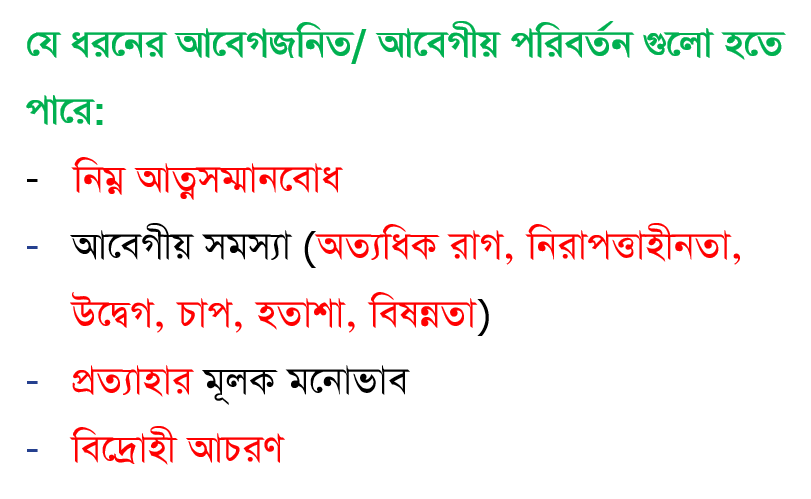 যে ধরনের আবেগজনিত/ আবেগীয় পরিবর্তন গুলো হতে
পারে:
- নিম্ন আত্নসম্মানবোধ
- আবেগীয় সমস্যা (অত্যধিক রাগ, নিরাপত্তাহীনতা,
উদ্বেগ, চাপ, হতাশা, বিষন্নতা)
- প্রত্যাহার মূলক মনোভাব
- বিদ্রোহী আচরণ